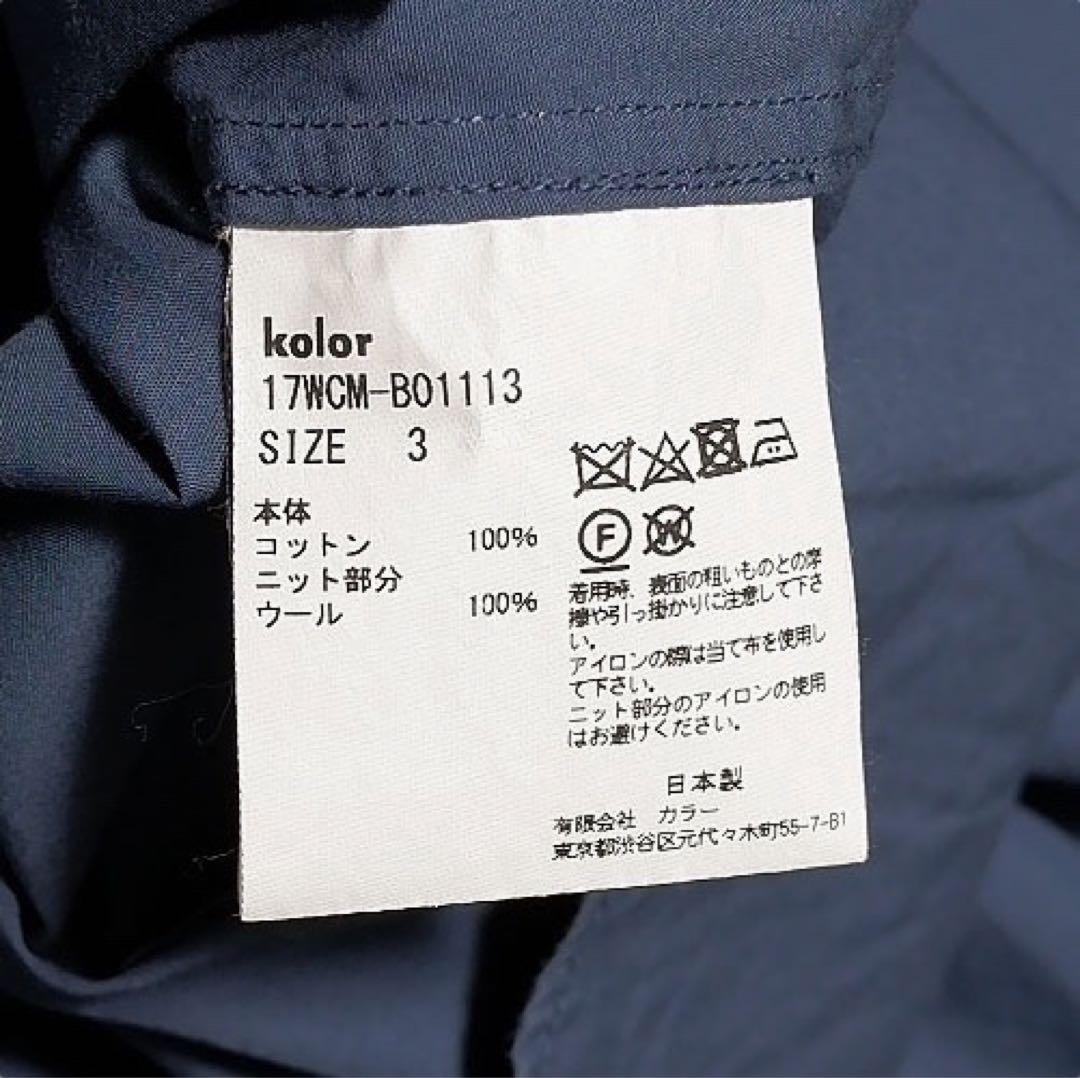 kolor
17WCM-B01113
SIZE 3
本体
コットン 100%
ニット部分
ウール 100%
F W
着用時、表面の粗いものとの摩
擦や引っ掛かりに注意して下さ
い。
アイロンの際は当て布を使用し
て下さい。
ニット部分のアイロンの使用
はお避けください。
日本製
有限会社 カラー
東京都渋谷区元代々木町55-7-B1